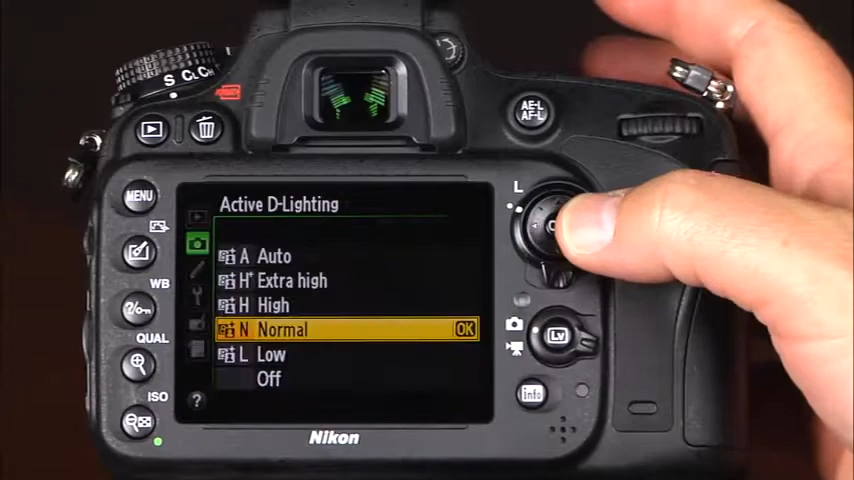 S CL CH
FORMAT
AE-L
AF-L
MENU
L
WB
QUAL
ISO
Active D-Lighting
A Auto
H* Extra high
H High
N Normal OK
L Low
Off
?
Lv
info
Nikon